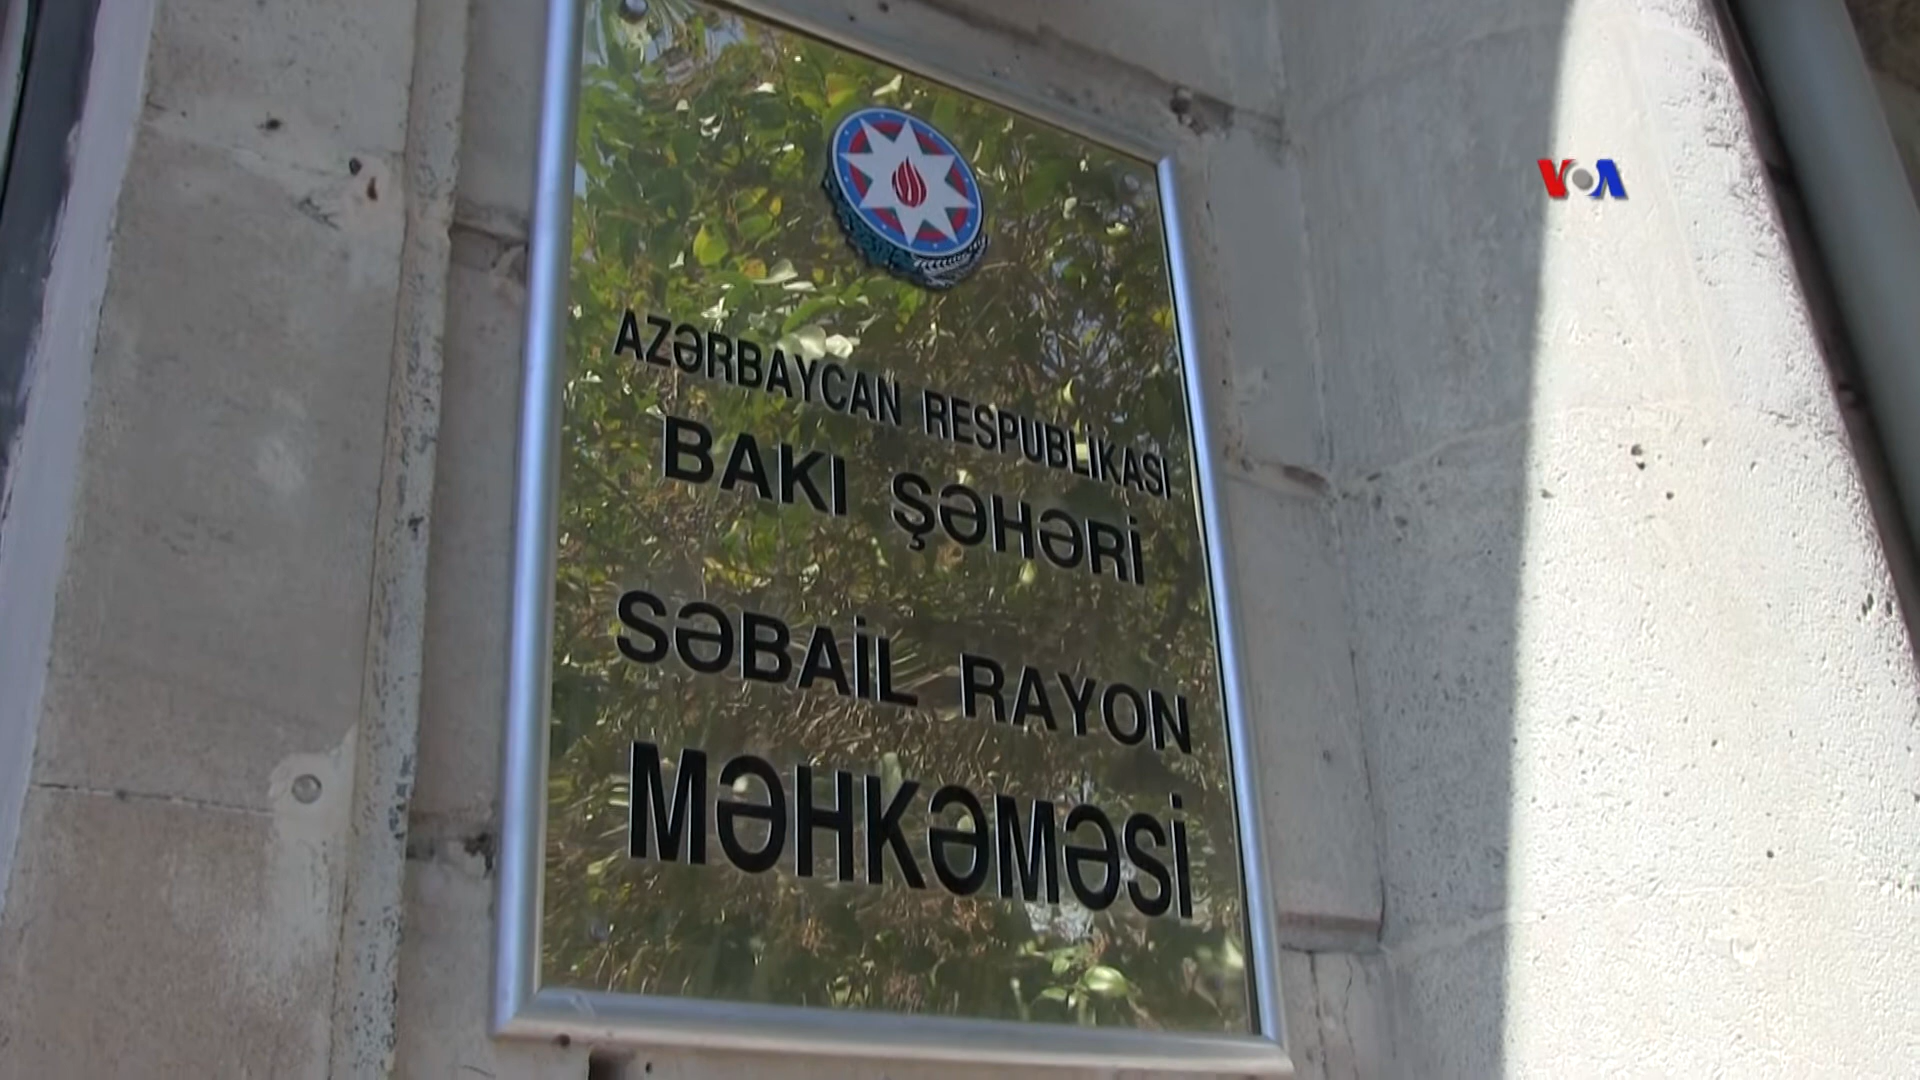 VOA
AZƏRBAYCAN RESPUBLİKASI
BAKI ŞƏHƏRİ
SƏBAİL RAYON
MƏHKƏMƏSİ